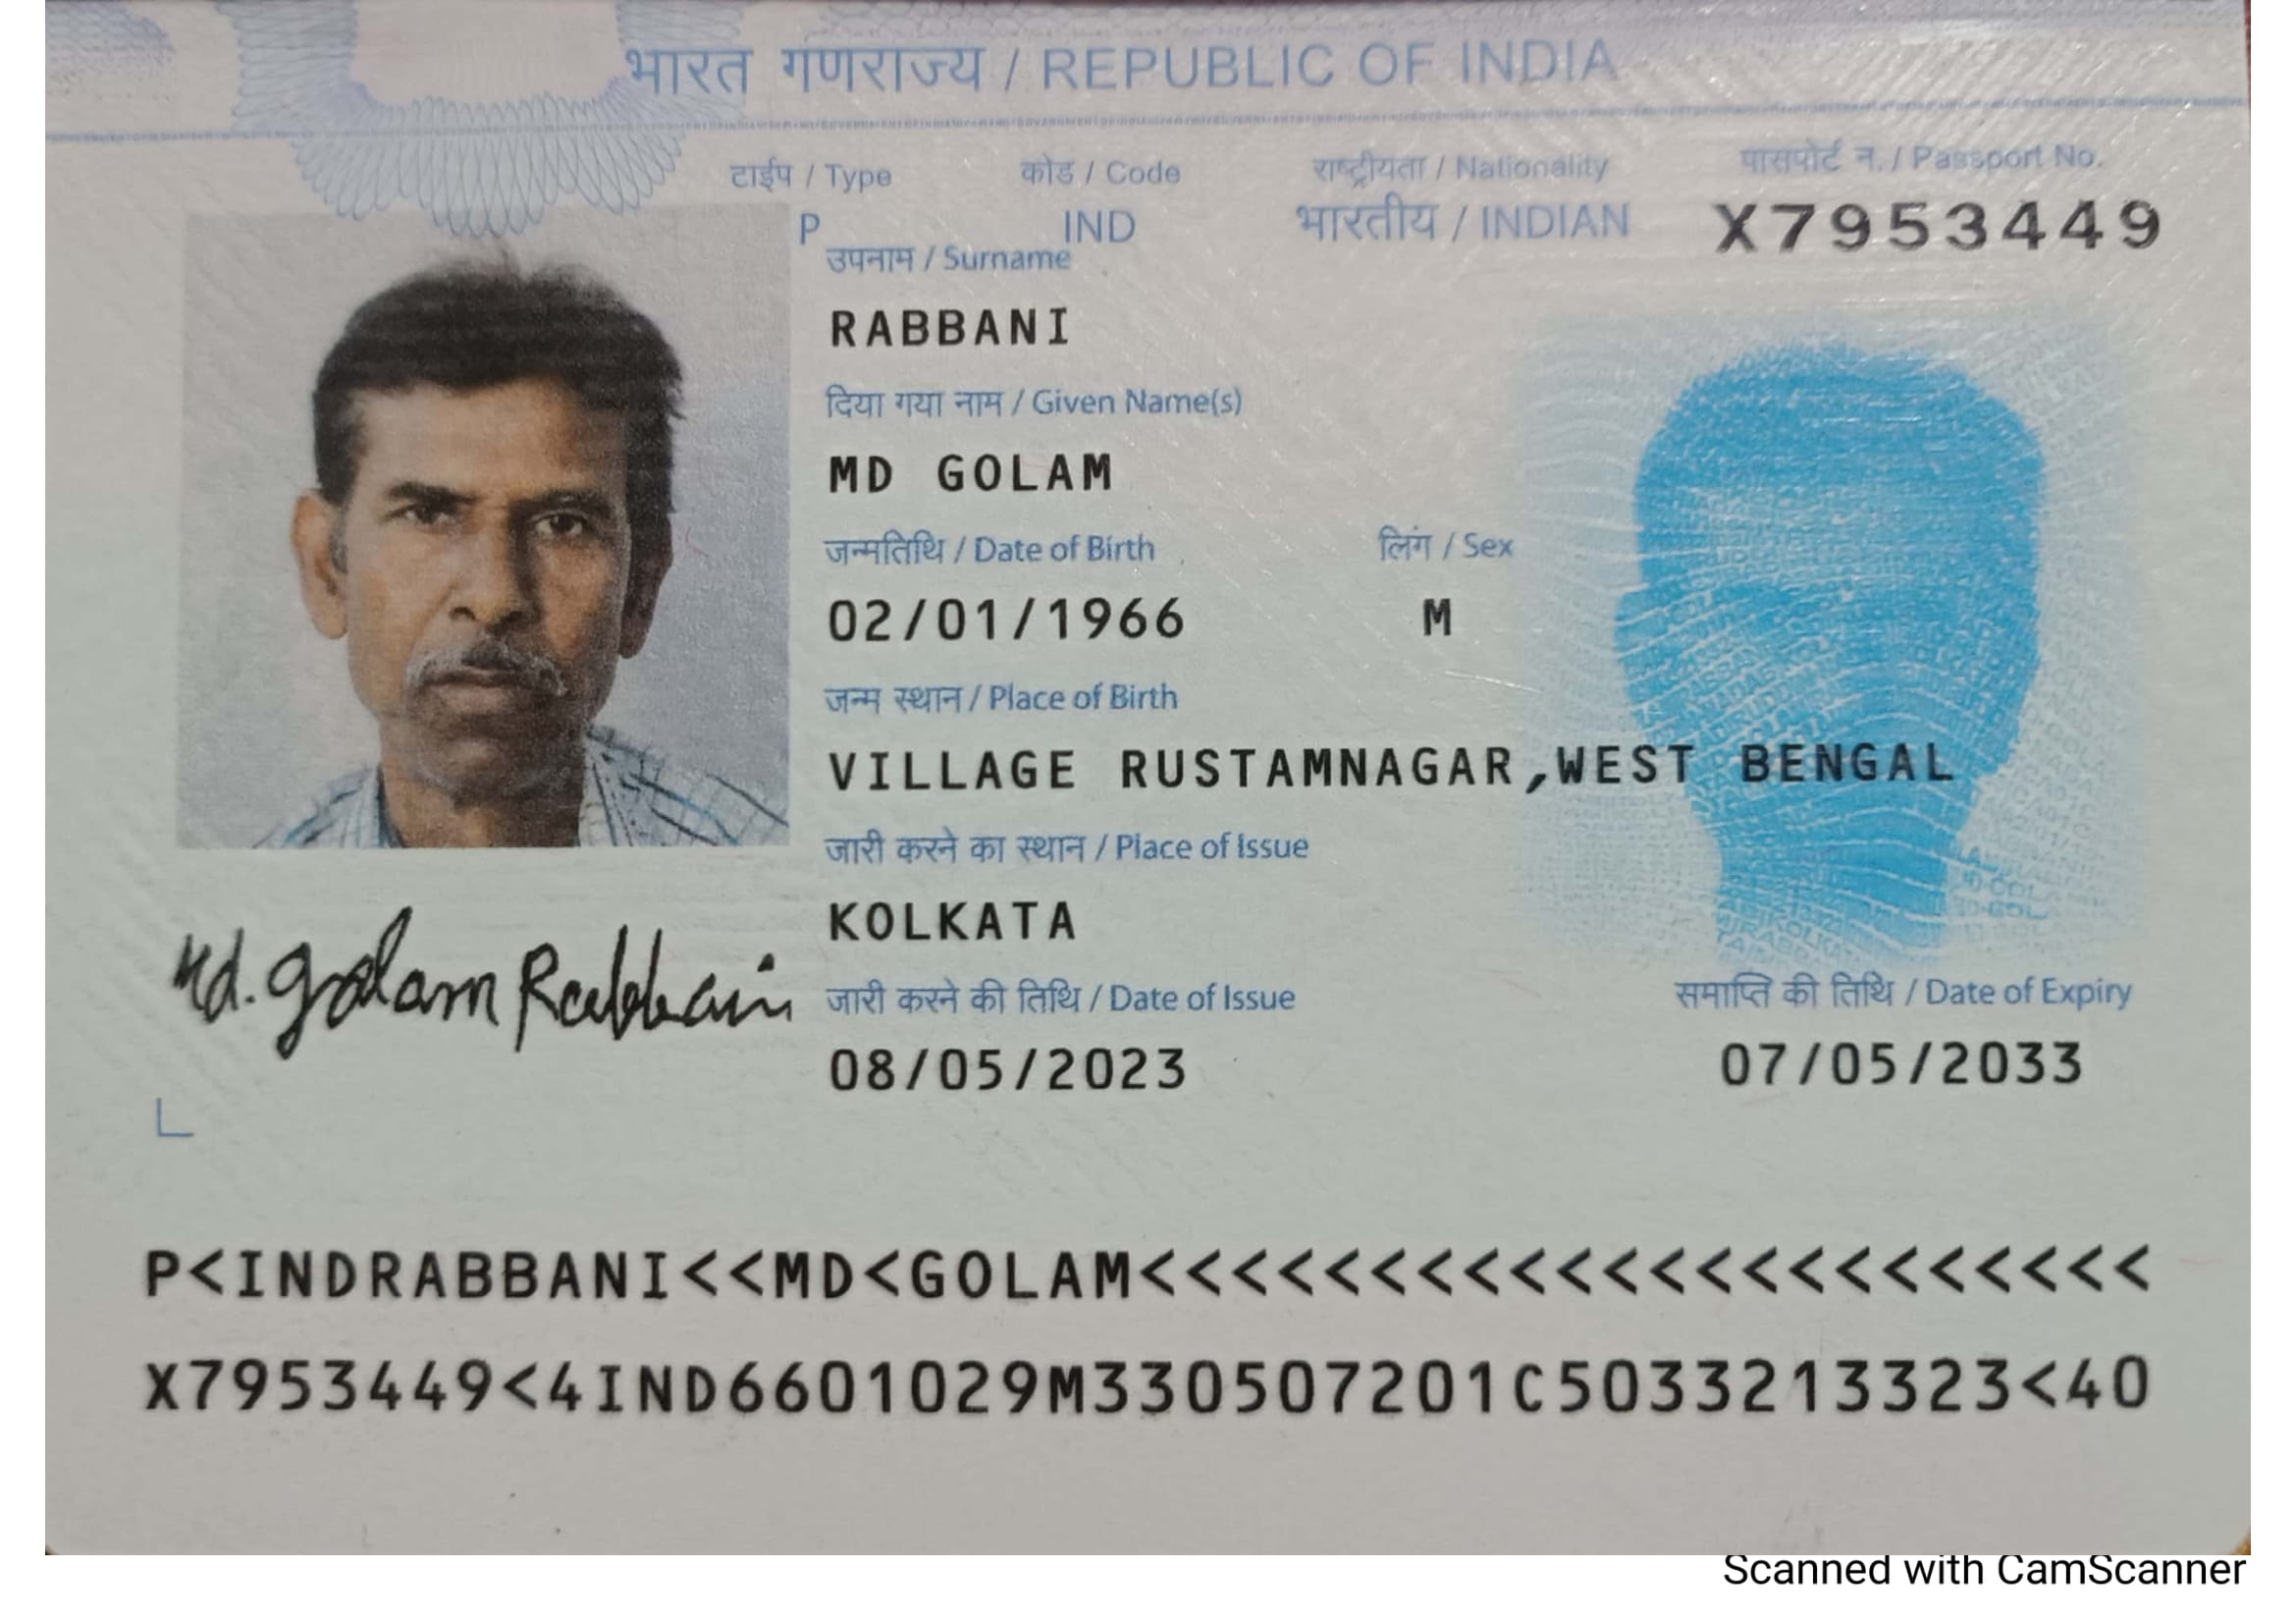 भारत गणराज्य / REPUBLIC OF INDIA
टाईप / Type कोड / Code राष्ट्रीयता / Nationality पासपोर्ट न. / Passport No.
P IND भारतीय / INDIAN X7953449
उपनाम / Surname
RABBANI
दिया गया नाम / Given Name(s)
MD GOLAM
जन्मतिथि / Date of Birth लिंग / Sex
02/01/1966 M
जन्म स्थान / Place of Birth
VILLAGE RUSTAMNAGAR,WEST BENGAL
जारी करने का स्थान / Place of Issue
KOLKATA
Md. Golam Rabbani
जारी करने की तिथि / Date of Issue समाप्ति की तिथि / Date of Expiry
08/05/2023 07/05/2033
P<INDRABBANI<<MD<GOLAM<<<<<<<<<<<<<<<<<<<<<<
X7953449<4IND6601029M330507201C5033213323<40
Scanned with CamScanner